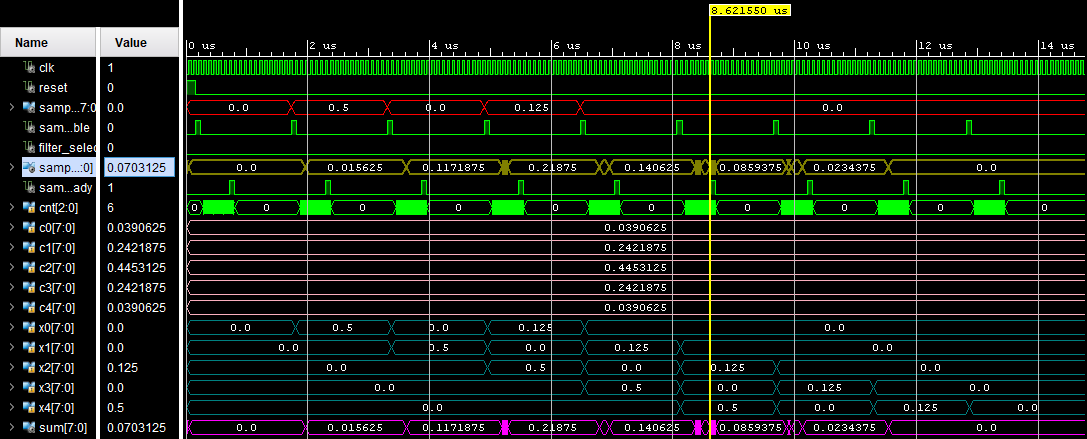 8.621550 us
Name Value
0 us 2 us 4 us 6 us 8 us 10 us 12 us 14 us
clk 1
reset 0
samp...7:0 0.0 0.0 0.5 0.0 0.125 0.0
sam...ble 0
filter_selec 0
samp...:0] 0.0703125 0.0 0.015625 0.1171875 0.21875 0.140625 0.0859375 0.0234375 0.0
sam...ady 1
cnt[2:0] 6 0 0 0 0 0 0 0 0 0 0
c0[7:0] 0.0390625 0.0390625
c1[7:0] 0.2421875 0.2421875
c2[7:0] 0.4453125 0.4453125
c3[7:0] 0.2421875 0.2421875
c4[7:0] 0.0390625 0.0390625
x0[7:0] 0.0 0.0 0.5 0.0 0.125 0.0
x1[7:0] 0.0 0.0 0.5 0.0 0.125 0.0
x2[7:0] 0.125 0.0 0.5 0.0 0.125 0.0
x3[7:0] 0.0 0.0 0.5 0.0 0.125 0.0
x4[7:0] 0.5 0.0 0.5 0.0 0.125 0.0
sum[7:0] 0.0703125 0.0 0.015625 0.1171875 0.21875 0.140625 0.0859375 0.0234375 0.0